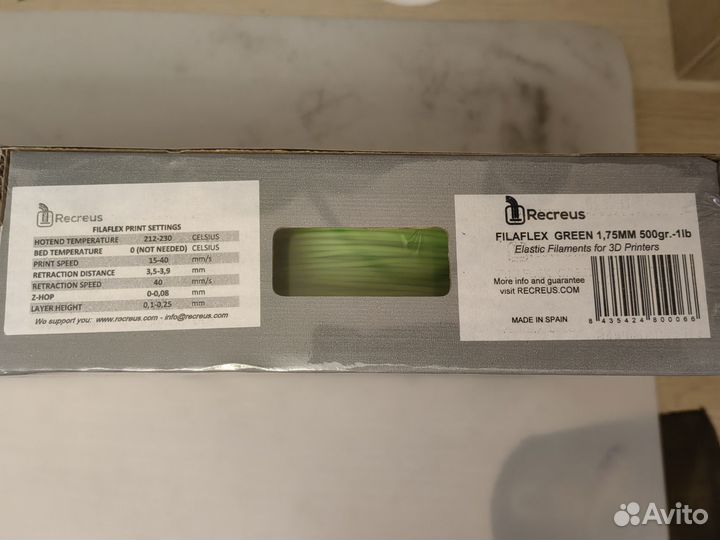 Recreus
FILAFLEX PRINT SETTINGS
HOTEND TEMPERATURE 212-230 CELSIUS
BED TEMPERATURE 0 (NOT NEEDED) CELSIUS
PRINT SPEED 15-40 mm/s
RETRACTION DISTANCE 3,5-3,9 mm
RETRACTION SPEED 40 mm/s
Z-HOP 0-0,08 mm
LAYER HEIGHT 0,1-0,25 mm
We support you: www.recreus.com - info@recreus.com
Recreus
FILAFLEX GREEN 1,75MM 500gr.-1lb
Elastic Filaments for 3D Printers
More info and guarantee
visit RECREUS.COM
MADE IN SPAIN
8 435424 800066
Avito